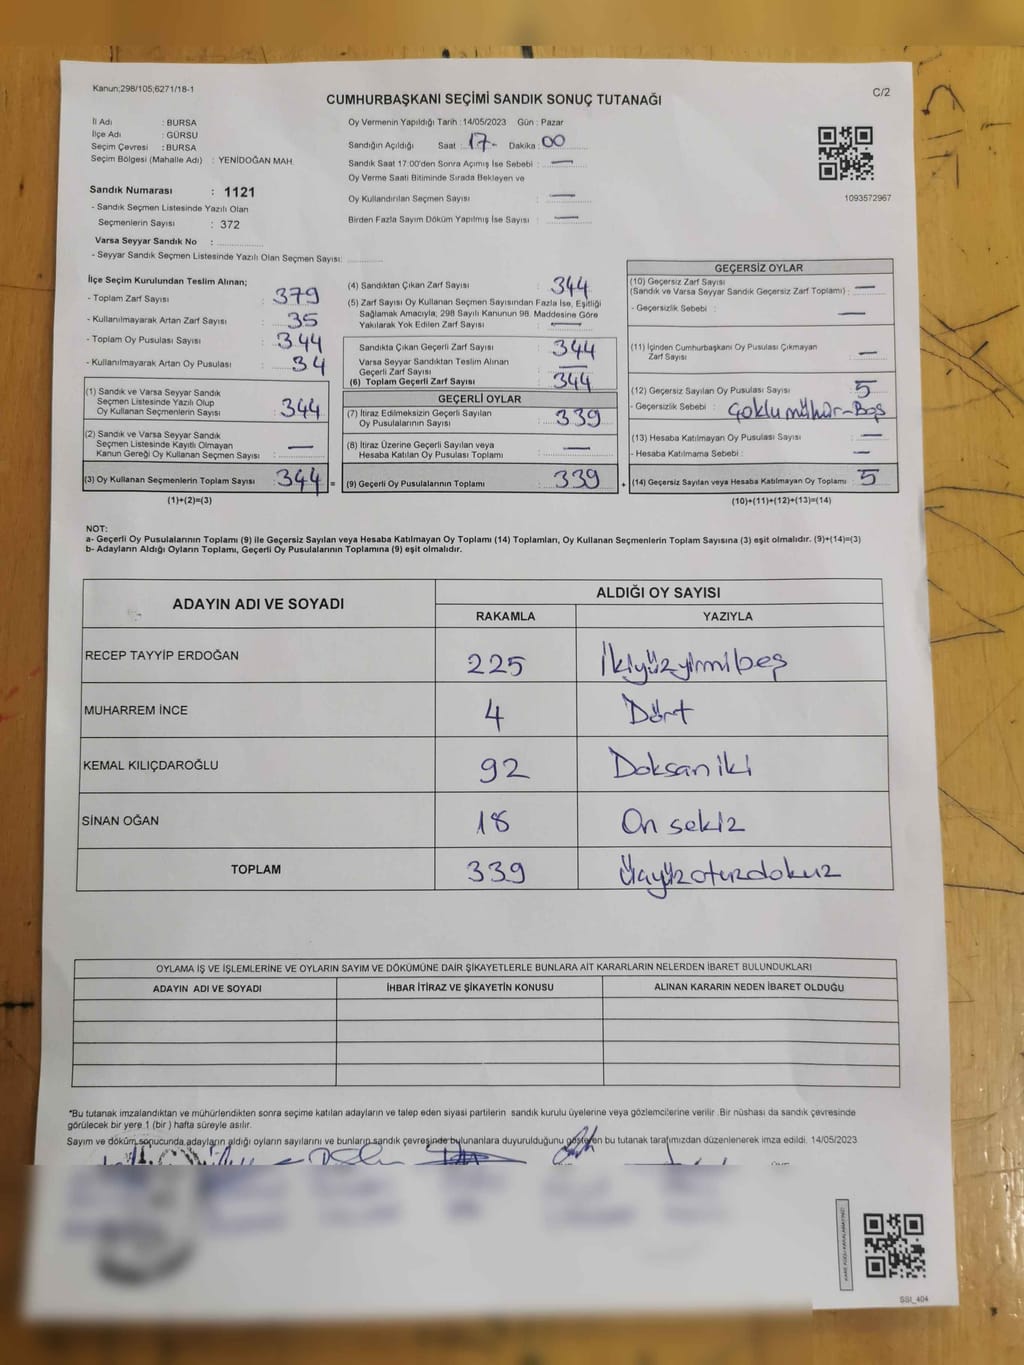 Kanun;298/105;6271/18-1
C/2
CUMHURBAŞKANI SEÇİMİ SANDIK SONUÇ TUTANAĞI
İl Adı : BURSA
İlçe Adı : GÜRSU
Seçim Çevresi : BURSA
Seçim Bölgesi (Mahalle Adı) : YENİDOĞAN MAH.
Sandık Numarası : 1121
- Sandık Seçmen Listesinde Yazılı Olan
Seçmenlerin Sayısı : 372
Varsa Seyyar Sandık No :
- Seyyar Sandık Seçmen Listesinde Yazılı Olan Seçmen Sayısı:
Oy Vermenin Yapıldığı Tarih : 14/05/2023 Gün : Pazar
Sandığın Açıldığı Saat : 17- Dakika : 00
Sandık Saat 17.00'den Sonra Açımış İse Sebebi : —
Oy Verme Saati Bitiminde Sırada Bekleyen ve
Oy Kullandırılan Seçmen Sayısı : —
Birden Fazla Sayım Döküm Yapılmış İse Sayısı : —
1093572967
İlçe Seçim Kurulundan Teslim Alınan;
- Toplam Zarf Sayısı : 379
- Kullanılmayarak Artan Zarf Sayısı : 35
- Toplam Oy Pusulası Sayısı : 344
- Kullanılmayarak Artan Oy Pusulası : 34
(1) Sandık ve Varsa Seyyar Sandık
Seçmen Listesinde Yazılı Olup
Oy Kullanan Seçmenlerin Sayısı : 344
(2) Sandık ve Varsa Seyyar Sandık
Seçmen Listesinde Kayıtlı Olmayan
Kanun Gereği Oy Kullanan Seçmen Sayısı : —
(3) Oy Kullanan Seçmenlerin Toplam Sayısı : 344 =
(1)+(2)=(3)
(4) Sandıktan Çıkan Zarf Sayısı : 344
(5) Zarf Sayısı Oy Kullanan Seçmen Sayısından Fazla İse, Eşitliği
Sağlamak Amacıyla; 298 Sayılı Kanunun 98. Maddesine Göre
Yakılarak Yok Edilen Zarf Sayısı : —
Sandıkta Çıkan Geçerli Zarf Sayısı : 344
Varsa Seyyar Sandıktan Teslim Alınan
Geçerli Zarf Sayısı : —
(6) Toplam Geçerli Zarf Sayısı : 344
GEÇERLİ OYLAR
(7) İtiraz Edilmeksizin Geçerli Sayılan
Oy Pusulalarının Sayısı : 339
(8) İtiraz Üzerine Geçerli Sayılan veya
Hesaba Katılan Oy Pusulası Toplamı : —
(9) Geçerli Oy Pusulalarının Toplamı : 339 +
GEÇERSİZ OYLAR
(10) Geçersiz Zarf Sayısı
(Sandık ve Varsa Seyyar Sandık Geçersiz Zarf Toplamı) : —
- Geçersizlik Sebebi : —
(11) İçinden Cumhurbaşkanı Oy Pusulası Çıkmayan
Zarf Sayısı : —
(12) Geçersiz Sayılan Oy Pusulası Sayısı : 5
- Geçersizlik Sebebi : Çoklu mühür-Boş
(13) Hesaba Katılmayan Oy Pusulası Sayısı : —
- Hesaba Katılmama Sebebi : —
(14) Geçersiz Sayılan veya Hesaba Katılmayan Oy Toplamı : 5
(10)+(11)+(12)+(13)=(14)
NOT:
a- Geçerli Oy Pusulalarının Toplamı (9) ile Geçersiz Sayılan veya Hesaba Katılmayan Oy Toplamı (14) Toplamları, Oy Kullanan Seçmenlerin Toplam Sayısına (3) eşit olmalıdır. (9)+(14)=(3)
b- Adayların Aldığı Oyların Toplamı, Geçerli Oy Pusulalarının Toplamına (9) eşit olmalıdır.
ADAYIN ADI VE SOYADI
ALDIĞI OY SAYISI
RAKAMLA YAZIYLA
RECEP TAYYİP ERDOĞAN 225 İkiyüzyirmibeş
MUHARREM İNCE 4 Dört
KEMAL KILIÇDAROĞLU 92 Doksan iki
SİNAN OĞAN 18 On sekiz
TOPLAM 339 Üçyüzotuzdokuz
OYLAMA İŞ VE İŞLEMLERİNE VE OYLARIN SAYIM VE DÖKÜMÜNE DAİR ŞİKAYETLERLE BUNLARA AİT KARARLARIN NELERDEN İBARET BULUNDUKLARI
ADAYIN ADI VE SOYADI İHBAR İTİRAZ VE ŞİKAYETİN KONUSU ALINAN KARARIN NEDEN İBARET OLDUĞU
*Bu tutanak imzalandıktan ve mühürlendikten sonra seçime katılan adayların ve talep eden siyasi partilerin sandık kurulu üyelerine veya gözlemcilerine verilir .Bir nüshası da sandık çevresinde
görülecek bir yere 1 (bir ) hafta süreyle asılır.
Sayım ve döküm sonucunda,adayların aldığı oyların sayılarını ve bunların sandık çevresinde bulunanlara duyurulduğunu gösteren bu tutanak tarafımızdan düzenlenerek imza edildi. 14/05/2023
SSI_404